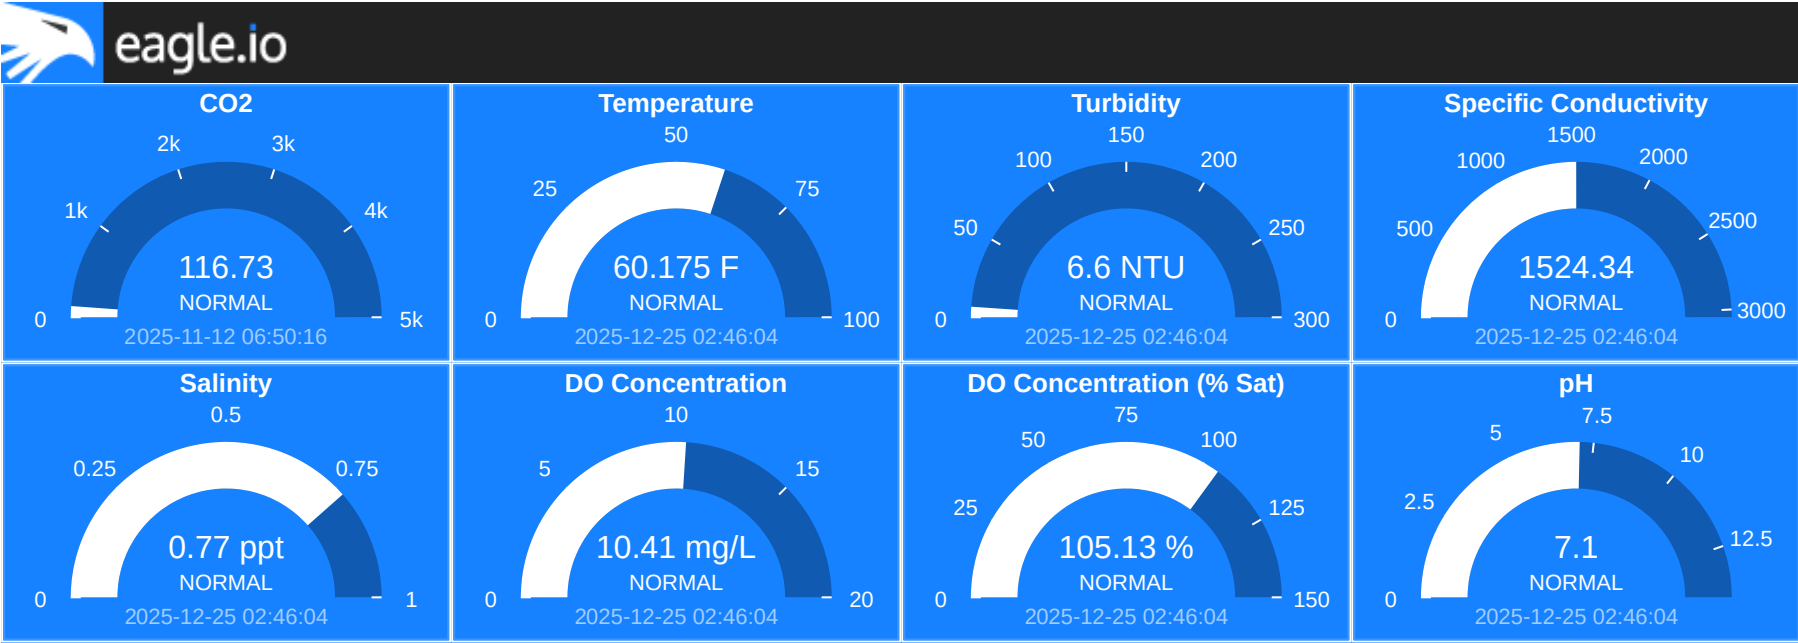 eagle.io
CO2
2k 3k
1k 4k
116.73
NORMAL
0 5k
2025-11-12 06:50:16
Temperature
50
25 75
60.175 F
NORMAL
0 100
2025-12-25 02:46:04
Turbidity
150
100 200
50 250
6.6 NTU
NORMAL
0 300
2025-12-25 02:46:04
Specific Conductivity
1500
1000 2000
500 2500
1524.34
NORMAL
0 3000
2025-12-25 02:46:04
Salinity
0.5
0.25 0.75
0.77 ppt
NORMAL
0 1
2025-12-25 02:46:04
DO Concentration
10
5 15
10.41 mg/L
NORMAL
0 20
2025-12-25 02:46:04
DO Concentration (% Sat)
75
50 100
25 125
105.13 %
NORMAL
0 150
2025-12-25 02:46:04
pH
7.5
5 10
2.5 12.5
7.1
NORMAL
0
2025-12-25 02:46:04